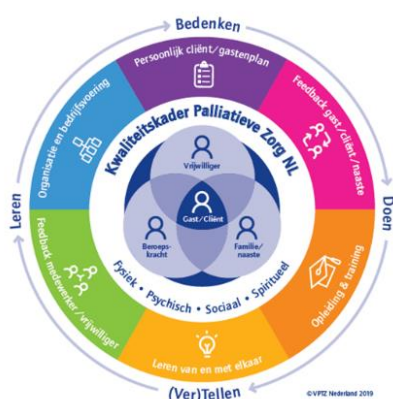 Bedenken
Persoonlijk cliënt/gastenplan
Feedback gast/cliënt/naaste
Doen
Opleiding & training
Leren van en met elkaar
(Ver)Tellen
Feedback medewerker/vrijwilliger
Leren
Organisatie en bedrijfsvoering
Kwaliteitskader Palliatieve Zorg NL
Vrijwilliger
Gast/Cliënt
Beroeps-
kracht
Familie/
naaste
Fysiek • Psychisch • Sociaal • Spiritueel
© VPTZ Nederland 2019